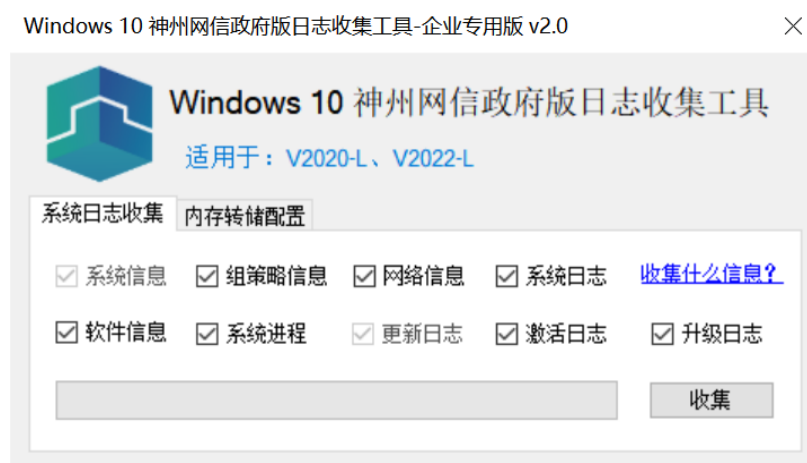 Windows 10 神州网信政府版日志收集工具-企业专用版 v2.0
Windows 10 神州网信政府版日志收集工具
适用于：V2020-L、V2022-L
系统日志收集 内存转储配置
系统信息 组策略信息 网络信息 系统日志 收集什么信息？
软件信息 系统进程 更新日志 激活日志 升级日志
收集